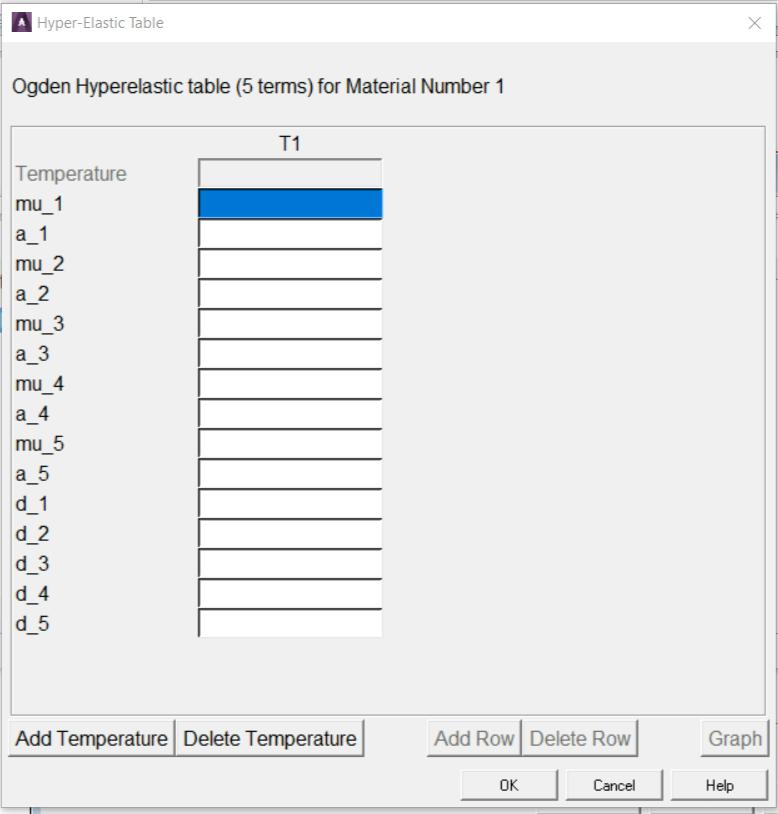 Hyper-Elastic Table
Ogden Hyperelastic table (5 terms) for Material Number 1
T1
Temperature
mu_1
a_1
mu_2
a_2
mu_3
a_3
mu_4
a_4
mu_5
a_5
d_1
d_2
d_3
d_4
d_5
Add Temperature Delete Temperature Add Row Delete Row Graph
OK Cancel Help